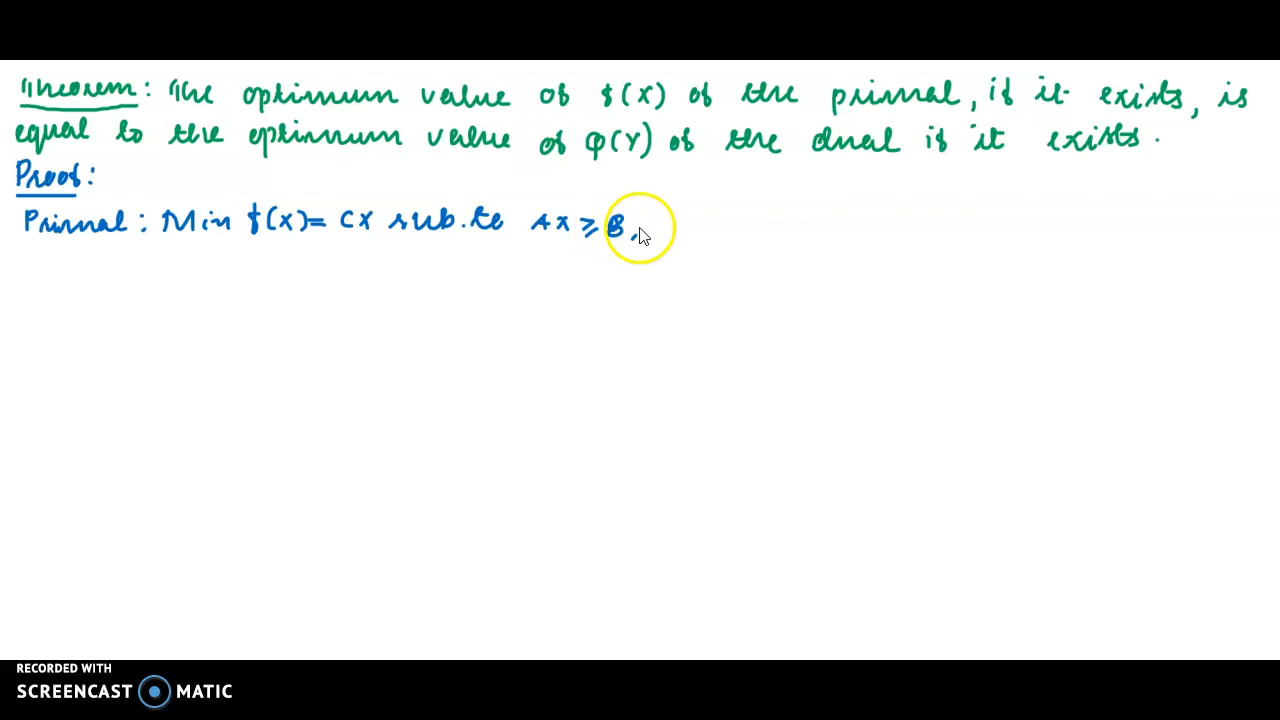 Theorem: The optimum value of f(X) of the primal, if it exists, is
equal to the optimum value of φ(Y) of the dual if it exists.
Proof:
Primal: Min f(X)= CX sub.to AX ≥ B,
RECORDED WITH
SCREENCAST MATIC